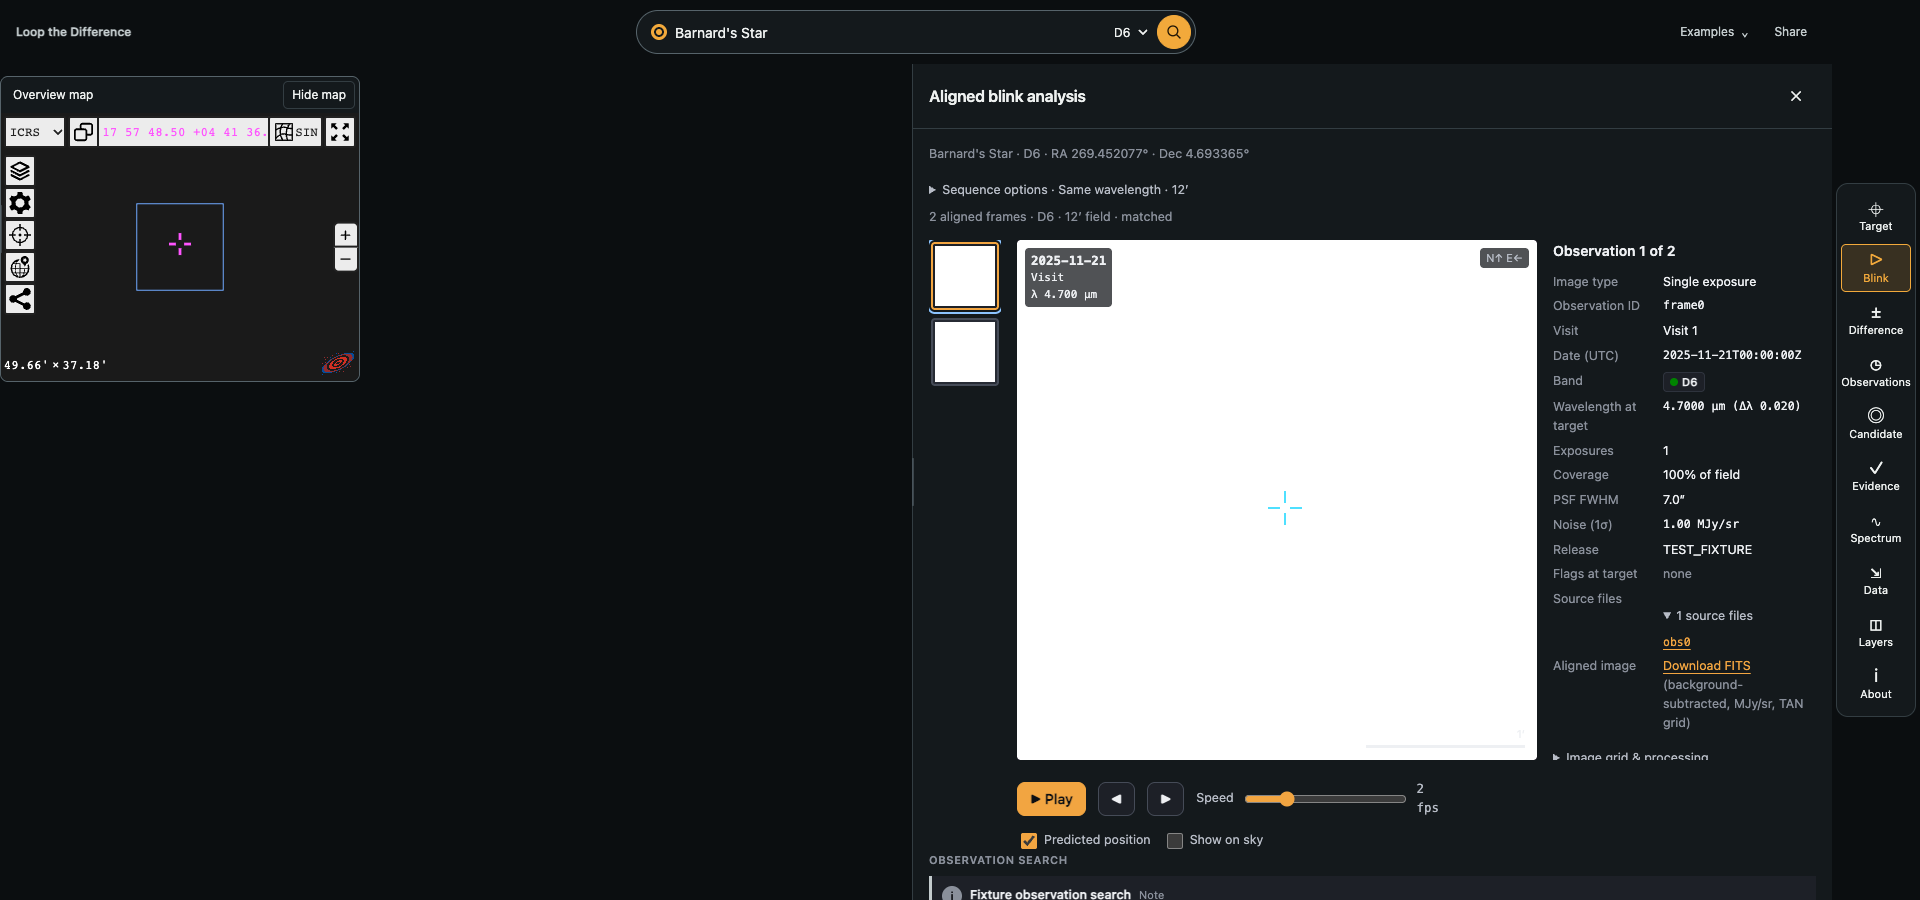 Loop the Difference
Barnard's Star
D6
Examples
Share
Overview map
Hide map
ICRS
17 57 48.50 +04 41 36.
SIN
+
−
49.66' × 37.18'
Aligned blink analysis
Barnard's Star · D6 · RA 269.452077° · Dec 4.693365°
Sequence options · Same wavelength · 12′
2 aligned frames · D6 · 12′ field · matched
2025-11-21
Visit
λ 4.700 μm
N↑ E←
1'
Observation 1 of 2
Image type Single exposure
Observation ID frame0
Visit Visit 1
Date (UTC) 2025-11-21T00:00:00Z
Band D6
Wavelength at target 4.7000 μm (Δλ 0.020)
Exposures 1
Coverage 100% of field
PSF FWHM 7.0″
Noise (1σ) 1.00 MJy/sr
Release TEST_FIXTURE
Flags at target none
Source files
▼ 1 source files
obs0
Aligned image Download FITS
(background-
subtracted, MJy/sr, TAN
grid)
Image grid & processing
Play
Speed
2
fps
Predicted position
Show on sky
OBSERVATION SEARCH
Fixture observation search Note
Target
Blink
Difference
Observations
Candidate
Evidence
Spectrum
Data
Layers
About